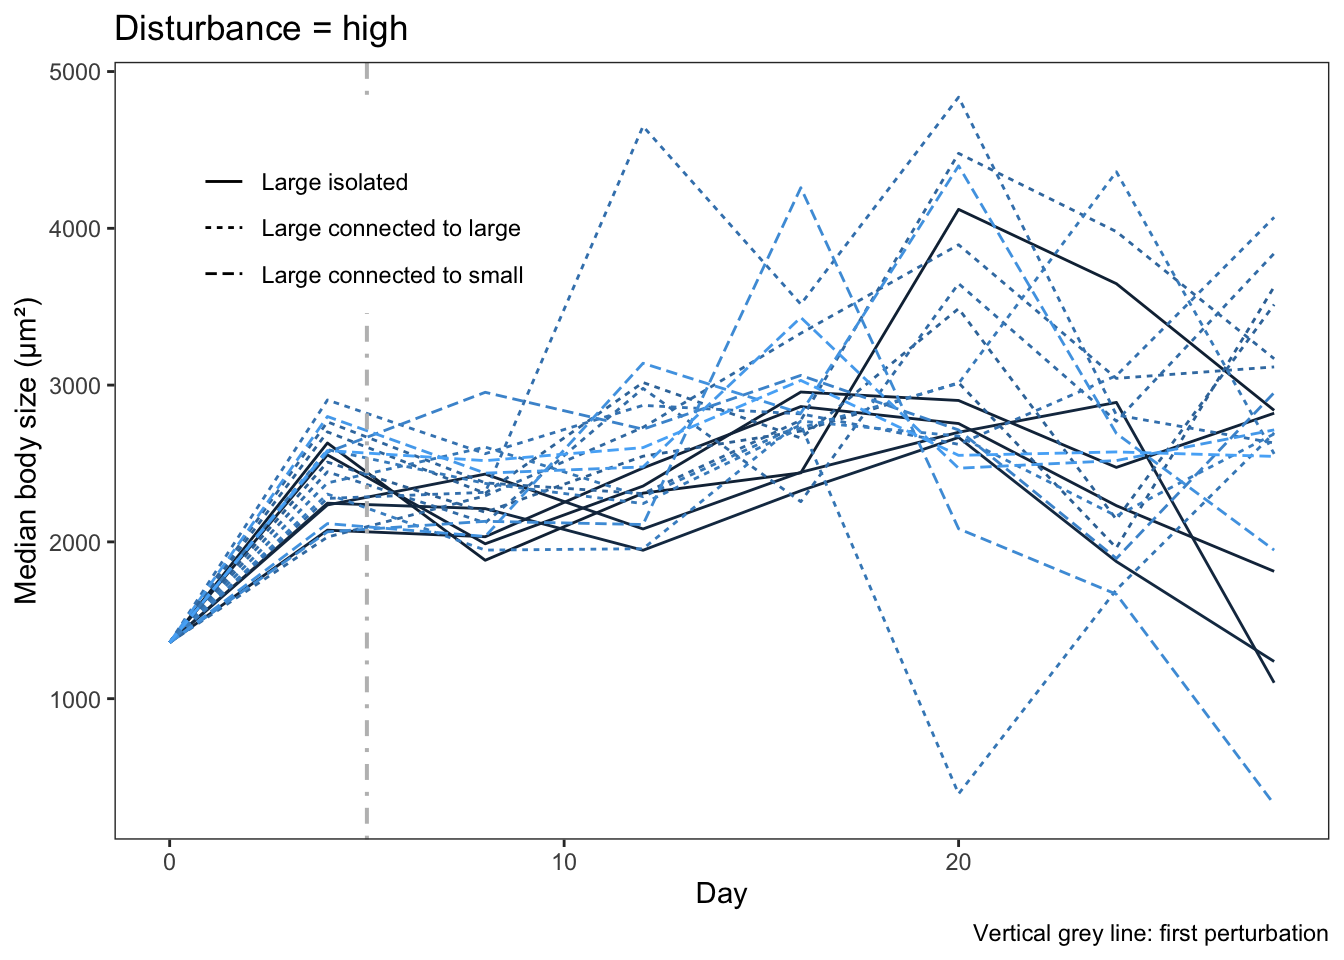 Disturbance = high
5000
4000
3000
2000
1000
Median body size (μm²)
Large isolated
Large connected to large
Large connected to small
0
10
20
Day
Vertical grey line: first perturbation